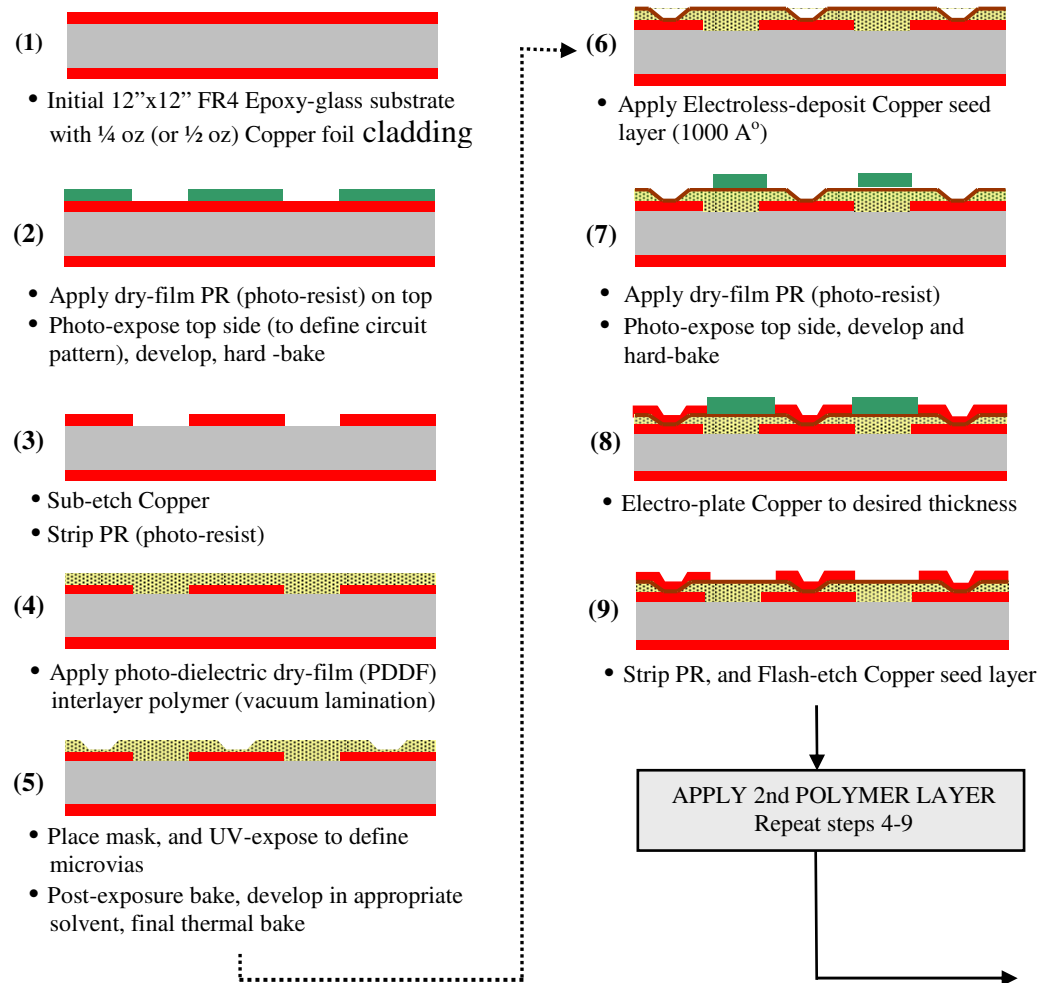 (1)
• Initial 12”x12” FR4 Epoxy-glass substrate
with ¼ oz (or ½ oz) Copper foil cladding
(2)
• Apply dry-film PR (photo-resist) on top
• Photo-expose top side (to define circuit
pattern), develop, hard -bake
(3)
• Sub-etch Copper
• Strip PR (photo-resist)
(4)
• Apply photo-dielectric dry-film (PDDF)
interlayer polymer (vacuum lamination)
(5)
• Place mask, and UV-expose to define
microvias
• Post-exposure bake, develop in appropriate
solvent, final thermal bake
(6)
• Apply Electroless-deposit Copper seed
layer (1000 A°)
(7)
• Apply dry-film PR (photo-resist)
• Photo-expose top side, develop and
hard-bake
(8)
• Electro-plate Copper to desired thickness
(9)
• Strip PR, and Flash-etch Copper seed layer
APPLY 2nd POLYMER LAYER
Repeat steps 4-9